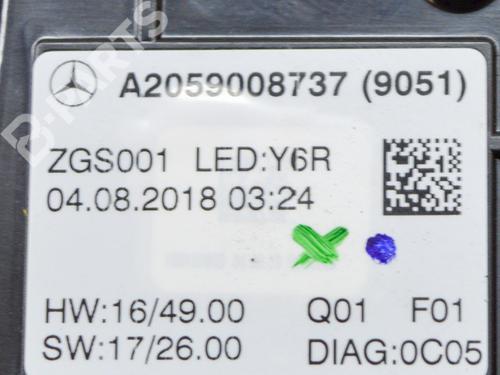 B-PARTS
A2059008737 (9051)
ZGS001 LED:Y6R
04.08.2018 03:24
HW:16/49.00 Q01 F01
SW:17/26.00 DIAG:0C05